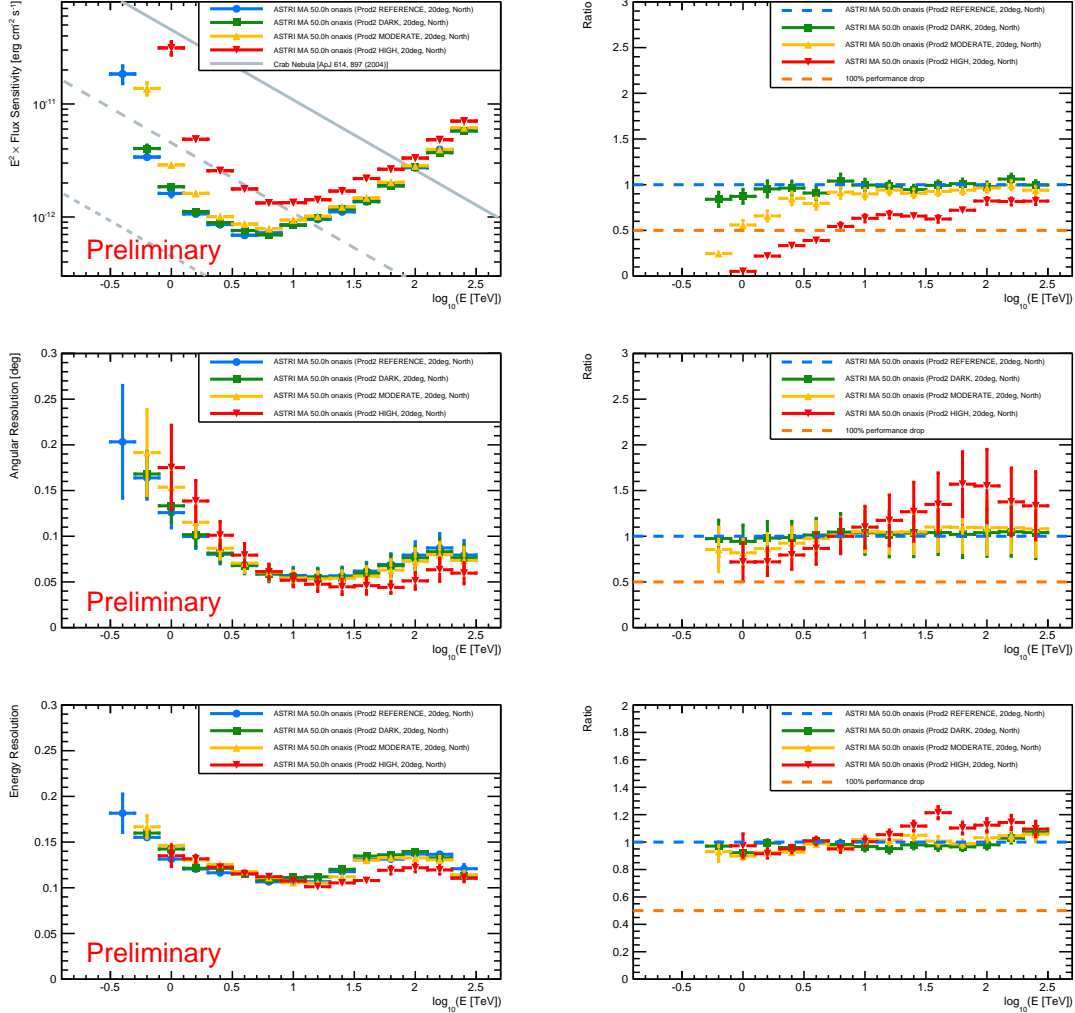 E² × Flux Sensitivity [erg cm⁻² s⁻¹]
10⁻¹¹
10⁻¹²
ASTRI MA 50.0h onaxis (Prod2 REFERENCE, 20deg, North)
ASTRI MA 50.0h onaxis (Prod2 DARK, 20deg, North)
ASTRI MA 50.0h onaxis (Prod2 MODERATE, 20deg, North)
ASTRI MA 50.0h onaxis (Prod2 HIGH, 20deg, North)
Crab Nebula [ApJ 614, 897 (2004)]
Preliminary
-0.5 0 0.5 1 1.5 2 2.5
log₁₀(E [TeV])
Ratio
3
2.5
2
1.5
1
0.5
0
ASTRI MA 50.0h onaxis (Prod2 REFERENCE, 20deg, North)
ASTRI MA 50.0h onaxis (Prod2 DARK, 20deg, North)
ASTRI MA 50.0h onaxis (Prod2 MODERATE, 20deg, North)
ASTRI MA 50.0h onaxis (Prod2 HIGH, 20deg, North)
100% performance drop
-0.5 0 0.5 1 1.5 2 2.5
log₁₀(E [TeV])
Angular Resolution [deg]
0.3
0.25
0.2
0.15
0.1
0.05
0
ASTRI MA 50.0h onaxis (Prod2 REFERENCE, 20deg, North)
ASTRI MA 50.0h onaxis (Prod2 DARK, 20deg, North)
ASTRI MA 50.0h onaxis (Prod2 MODERATE, 20deg, North)
ASTRI MA 50.0h onaxis (Prod2 HIGH, 20deg, North)
Preliminary
-0.5 0 0.5 1 1.5 2 2.5
log₁₀(E [TeV])
Ratio
3
2.5
2
1.5
1
0.5
0
ASTRI MA 50.0h onaxis (Prod2 REFERENCE, 20deg, North)
ASTRI MA 50.0h onaxis (Prod2 DARK, 20deg, North)
ASTRI MA 50.0h onaxis (Prod2 MODERATE, 20deg, North)
ASTRI MA 50.0h onaxis (Prod2 HIGH, 20deg, North)
100% performance drop
-0.5 0 0.5 1 1.5 2 2.5
log₁₀(E [TeV])
Energy Resolution
0.3
0.25
0.2
0.15
0.1
0.05
0
ASTRI MA 50.0h onaxis (Prod2 REFERENCE, 20deg, North)
ASTRI MA 50.0h onaxis (Prod2 DARK, 20deg, North)
ASTRI MA 50.0h onaxis (Prod2 MODERATE, 20deg, North)
ASTRI MA 50.0h onaxis (Prod2 HIGH, 20deg, North)
Preliminary
-0.5 0 0.5 1 1.5 2 2.5
log₁₀(E [TeV])
Ratio
2
1.8
1.6
1.4
1.2
1
0.8
0.6
0.4
0.2
0
ASTRI MA 50.0h onaxis (Prod2 REFERENCE, 20deg, North)
ASTRI MA 50.0h onaxis (Prod2 DARK, 20deg, North)
ASTRI MA 50.0h onaxis (Prod2 MODERATE, 20deg, North)
ASTRI MA 50.0h onaxis (Prod2 HIGH, 20deg, North)
100% performance drop
-0.5 0 0.5 1 1.5 2 2.5
log₁₀(E [TeV])